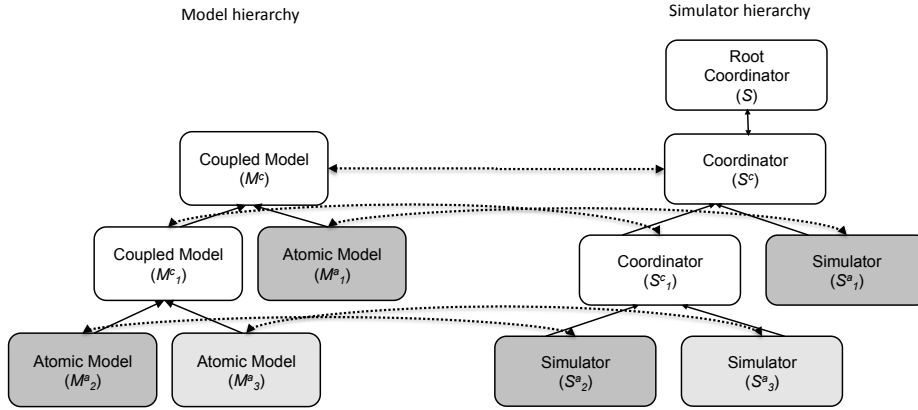 Model hierarchy
Simulator hierarchy
Root
Coordinator
(S)
Coupled Model
(Mᶜ)
Coordinator
(Sᶜ)
Coupled Model
(Mᶜ₁)
Atomic Model
(Mᵃ₁)
Coordinator
(Sᶜ₁)
Simulator
(Sᵃ₁)
Atomic Model
(Mᵃ₂)
Atomic Model
(Mᵃ₃)
Simulator
(Sᵃ₂)
Simulator
(Sᵃ₃)